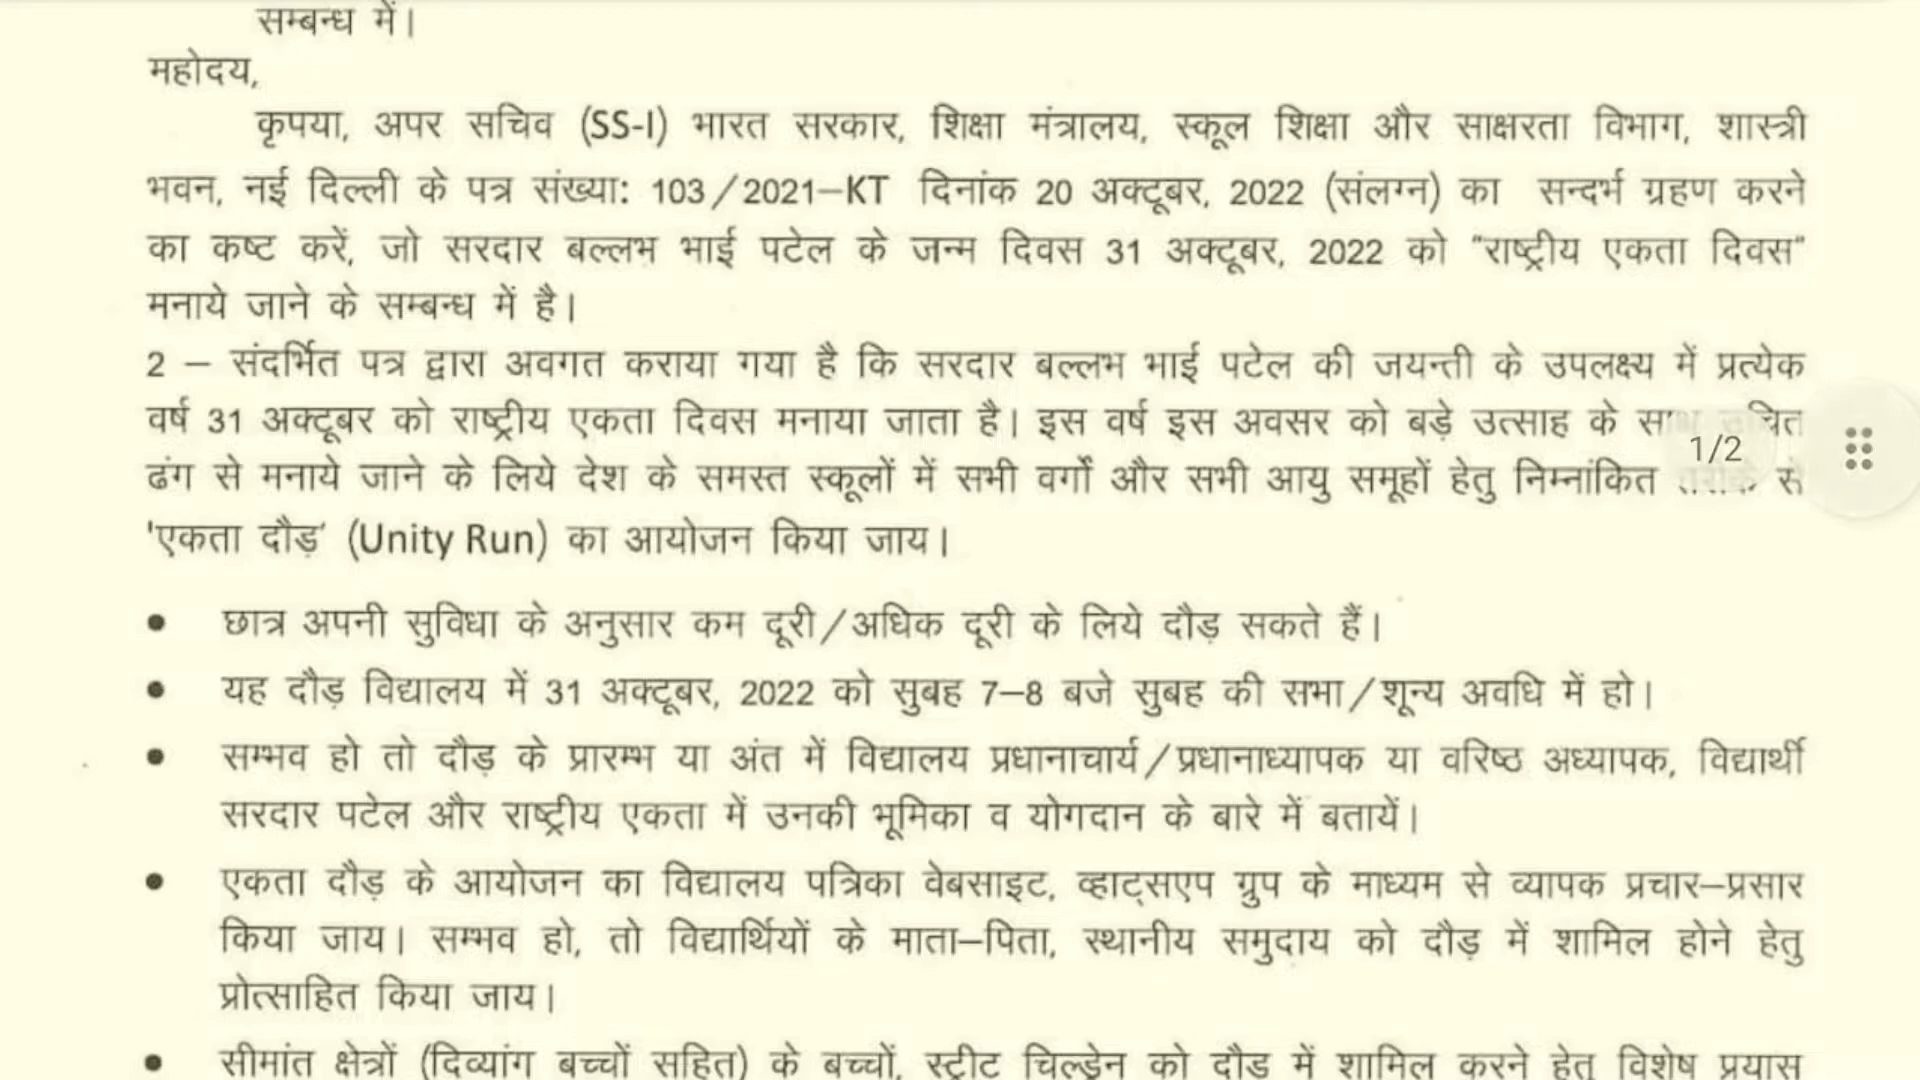 सम्बन्ध में।
महोदय,
कृपया, अपर सचिव (SS-I) भारत सरकार, शिक्षा मंत्रालय, स्कूल शिक्षा और साक्षरता विभाग, शास्त्री
भवन, नई दिल्ली के पत्र संख्या: 103/2021–KT दिनांक 20 अक्टूबर, 2022 (संलग्न) का सन्दर्भ ग्रहण करने
का कष्ट करें, जो सरदार बल्लभ भाई पटेल के जन्म दिवस 31 अक्टूबर, 2022 को "राष्ट्रीय एकता दिवस"
मनाये जाने के सम्बन्ध में है।
2 – संदर्भित पत्र द्वारा अवगत कराया गया है कि सरदार बल्लभ भाई पटेल की जयन्ती के उपलक्ष्य में प्रत्येक
वर्ष 31 अक्टूबर को राष्ट्रीय एकता दिवस मनाया जाता है। इस वर्ष इस अवसर को बड़े उत्साह के
1/2
ढंग से मनाये जाने के लिये देश के समस्त स्कूलों में सभी वर्गों और सभी आयु समूहों हेतु निम्नांकित से
'एकता दौड़' (Unity Run) का आयोजन किया जाय।
• छात्र अपनी सुविधा के अनुसार कम दूरी/अधिक दूरी के लिये दौड़ सकते हैं।
• यह दौड़ विद्यालय में 31 अक्टूबर, 2022 को सुबह 7–8 बजे सुबह की सभा/शून्य अवधि में हो।
• सम्भव हो तो दौड़ के प्रारम्भ या अंत में विद्यालय प्रधानाचार्य/प्रधानाध्यापक या वरिष्ठ अध्यापक, विद्यार्थी
सरदार पटेल और राष्ट्रीय एकता में उनकी भूमिका व योगदान के बारे में बतायें।
• एकता दौड़ के आयोजन का विद्यालय पत्रिका वेबसाइट, व्हाट्सएप ग्रुप के माध्यम से व्यापक प्रचार–प्रसार
किया जाय। सम्भव हो, तो विद्यार्थियों के माता–पिता, स्थानीय समुदाय को दौड़ में शामिल होने हेतु
प्रोत्साहित किया जाय।
• सीमांत क्षेत्रों (दिव्यांग बच्चों सहित) के बच्चों, स्ट्रीट चिल्ड्रेन को दौड़ में शामिल करने हेतु विशेष प्रयास